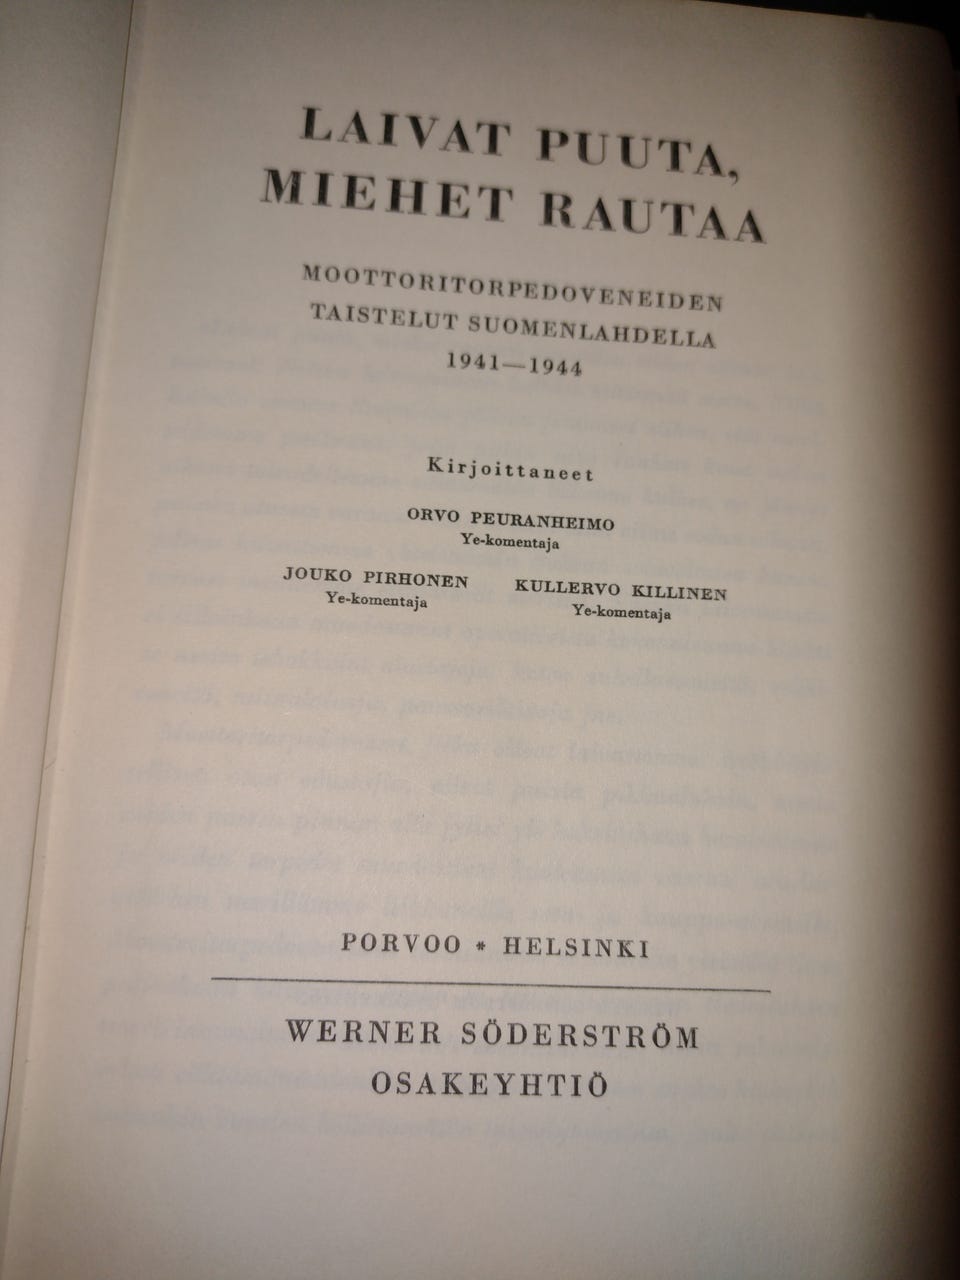 LAIVAT PUUTA,
MIEHET RAUTAA
MOOTTORITORPEDOVENEIDEN
TAISTELUT SUOMENLAHDELLA
1941—1944
Kirjoittaneet
ORVO PEURANHEIMO
Ye-komentaja
JOUKO PIRHONEN
Ye-komentaja
KULLERVO KILLINEN
Ye-komentaja
PORVOO * HELSINKI
WERNER SÖDERSTRÖM
OSAKEYHTIÖ